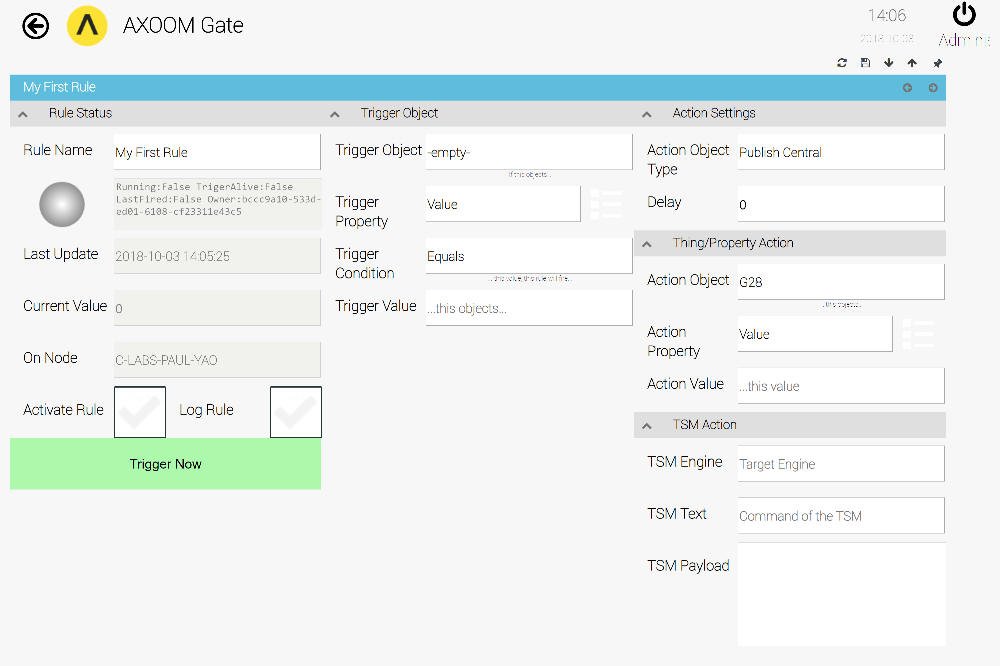 AXOOM Gate
14:06
2018-10-03
Adminis
My First Rule
Rule Status
Rule Name
My First Rule
Running:False TrigerAlive:False
LastFired:False Owner:bccc9a10-533d-
ed01-6108-cf23311e43c5
Last Update
2018-10-03 14:05:25
Current Value
0
On Node
C-LABS-PAUL-YAO
Activate Rule
Log Rule
Trigger Now
Trigger Object
Trigger Object
-empty-
If this objects...
Trigger
Property
Value
Trigger
Condition
Equals
... this value, this rule will fire...
Trigger Value
...this objects...
Action Settings
Action Object
Type
Publish Central
Delay
0
Thing/Property Action
Action Object
G28
...this objects...
Action
Property
Value
Action Value
...this value
TSM Action
TSM Engine
Target Engine
TSM Text
Command of the TSM
TSM Payload